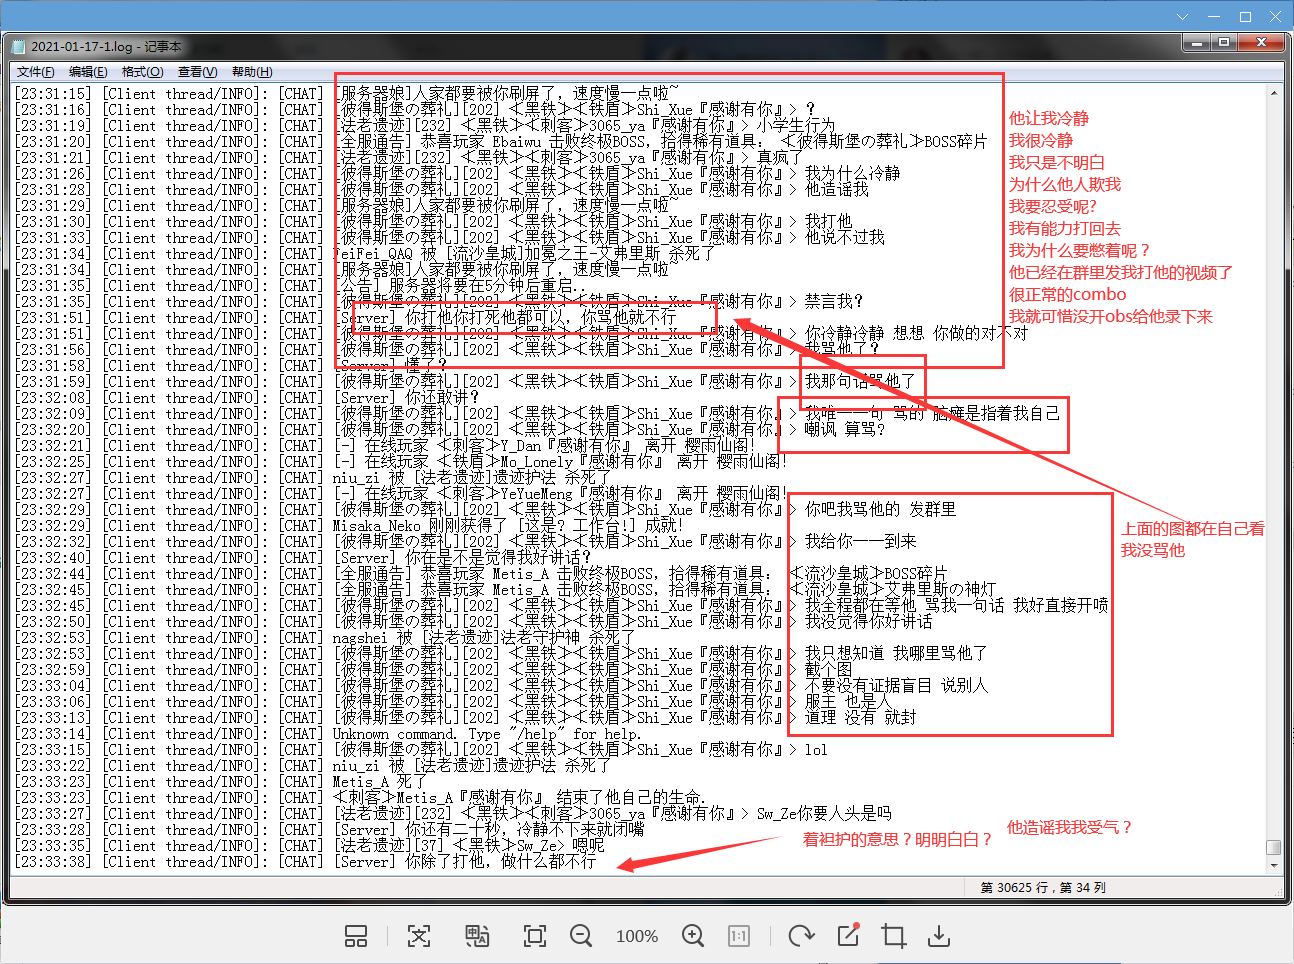 2021-01-17-1.log - 记事本
文件(F) 编辑(E) 格式(O) 查看(V) 帮助(H)
[23:31:15] [Client thread/INFO]: [CHAT] [服务器娘]人家都要被你刷屏了，速度慢一点啦~
[23:31:16] [Client thread/INFO]: [CHAT] [彼得斯堡の葬礼][202] ≺黑铁≻≺铁盾≻Shi_Xue『感谢有你』> ？
[23:31:19] [Client thread/INFO]: [CHAT] [法老遗迹][232] ≺黑铁≻≺刺客≻3065_ya『感谢有你』> 小学生行为
[23:31:20] [Client thread/INFO]: [CHAT] [全服通告] 恭喜玩家 Ebaiwu 击败终极BOSS, 拾得稀有道具： ≺彼得斯堡の葬礼≻BOSS碎片
[23:31:21] [Client thread/INFO]: [CHAT] [法老遗迹][232] ≺黑铁≻≺刺客≻3065_ya『感谢有你』> 真疯了
[23:31:26] [Client thread/INFO]: [CHAT] [彼得斯堡の葬礼][202] ≺黑铁≻≺铁盾≻Shi_Xue『感谢有你』> 我为什么冷静
[23:31:28] [Client thread/INFO]: [CHAT] [彼得斯堡の葬礼][202] ≺黑铁≻≺铁盾≻Shi_Xue『感谢有你』> 他造谣我
[23:31:29] [Client thread/INFO]: [CHAT] [服务器娘]人家都要被你刷屏了，速度慢一点啦~
[23:31:30] [Client thread/INFO]: [CHAT] [彼得斯堡の葬礼][202] ≺黑铁≻≺铁盾≻Shi_Xue『感谢有你』> 我打他
[23:31:33] [Client thread/INFO]: [CHAT] [彼得斯堡の葬礼][202] ≺黑铁≻≺铁盾≻Shi_Xue『感谢有你』> 他说不过我
[23:31:34] [Client thread/INFO]: [CHAT] FeiFei_QAQ 被 [流沙皇城]加冕之王-艾弗里斯 杀死了
[23:31:34] [Client thread/INFO]: [CHAT] [服务器娘]人家都要被你刷屏了，速度慢一点啦~
[23:31:35] [Client thread/INFO]: [CHAT] [公告] 服务器将要在5分钟后重启..
[23:31:35] [Client thread/INFO]: [CHAT] [彼得斯堡の葬礼][202] ≺黑铁≻≺铁盾≻Shi_Xue『感谢有你』> 禁言我?
[23:31:51] [Client thread/INFO]: [CHAT] [Server] 你打他你打死他都可以，你骂他就不行
[23:31:51] [Client thread/INFO]: [CHAT] [彼得斯堡の葬礼][202] ≺黑铁≻≺铁盾≻Shi_Xue『感谢有你』> 你冷静冷静 想想 你做的对不对
[23:31:56] [Client thread/INFO]: [CHAT] [彼得斯堡の葬礼][202] ≺黑铁≻≺铁盾≻Shi_Xue『感谢有你』> 我骂他了?
[23:31:58] [Client thread/INFO]: [CHAT] [Server] 懂了?
[23:31:59] [Client thread/INFO]: [CHAT] [彼得斯堡の葬礼][202] ≺黑铁≻≺铁盾≻Shi_Xue『感谢有你』> 我那句话骂他了
[23:32:08] [Client thread/INFO]: [CHAT] [Server] 你还敢讲?
[23:32:09] [Client thread/INFO]: [CHAT] [彼得斯堡の葬礼][202] ≺黑铁≻≺铁盾≻Shi_Xue『感谢有你』> 我唯一一句 骂的 脑瘫是指着我自己
[23:32:20] [Client thread/INFO]: [CHAT] [彼得斯堡の葬礼][202] ≺黑铁≻≺铁盾≻Shi_Xue『感谢有你』> 嘲讽 算骂?
[23:32:21] [Client thread/INFO]: [CHAT] [-] 在线玩家 ≺刺客≻Y_Dan『感谢有你』 离开 樱雨仙阁!
[23:32:25] [Client thread/INFO]: [CHAT] [-] 在线玩家 ≺铁盾≻Mo_Lonely『感谢有你』 离开 樱雨仙阁!
[23:32:27] [Client thread/INFO]: [CHAT] niu_zi 被 [法老遗迹]遗迹护法 杀死了
[23:32:27] [Client thread/INFO]: [CHAT] [-] 在线玩家 ≺刺客≻YeYueMeng『感谢有你』 离开 樱雨仙阁!
[23:32:29] [Client thread/INFO]: [CHAT] [彼得斯堡の葬礼][202] ≺黑铁≻≺铁盾≻Shi_Xue『感谢有你』> 你吧我骂他的 发群里
[23:32:29] [Client thread/INFO]: [CHAT] Misaka_Neko 刚刚获得了 [这是? 工作台!] 成就!
[23:32:32] [Client thread/INFO]: [CHAT] [彼得斯堡の葬礼][202] ≺黑铁≻≺铁盾≻Shi_Xue『感谢有你』> 我给你一一到来
[23:32:40] [Client thread/INFO]: [CHAT] [Server] 你在是不是觉得我好讲话?
[23:32:44] [Client thread/INFO]: [CHAT] [全服通告] 恭喜玩家 Metis_A 击败终极BOSS, 拾得稀有道具： ≺流沙皇城≻BOSS碎片
[23:32:45] [Client thread/INFO]: [CHAT] [全服通告] 恭喜玩家 Metis_A 击败终极BOSS, 拾得稀有道具： ≺流沙皇城≻艾弗里斯の神灯
[23:32:45] [Client thread/INFO]: [CHAT] [彼得斯堡の葬礼][202] ≺黑铁≻≺铁盾≻Shi_Xue『感谢有你』> 我全程都在等他 骂我一句话 我好直接开喷
[23:32:50] [Client thread/INFO]: [CHAT] [彼得斯堡の葬礼][202] ≺黑铁≻≺铁盾≻Shi_Xue『感谢有你』> 我没觉得你好讲话
[23:32:53] [Client thread/INFO]: [CHAT] nagshei 被 [法老遗迹]法老守护神 杀死了
[23:32:53] [Client thread/INFO]: [CHAT] [彼得斯堡の葬礼][202] ≺黑铁≻≺铁盾≻Shi_Xue『感谢有你』> 我只想知道 我哪里骂他了
[23:32:59] [Client thread/INFO]: [CHAT] [彼得斯堡の葬礼][202] ≺黑铁≻≺铁盾≻Shi_Xue『感谢有你』> 截个图
[23:33:04] [Client thread/INFO]: [CHAT] [彼得斯堡の葬礼][202] ≺黑铁≻≺铁盾≻Shi_Xue『感谢有你』> 不要没有证据盲目 说别人
[23:33:06] [Client thread/INFO]: [CHAT] [彼得斯堡の葬礼][202] ≺黑铁≻≺铁盾≻Shi_Xue『感谢有你』> 服主 也是人
[23:33:13] [Client thread/INFO]: [CHAT] [彼得斯堡の葬礼][202] ≺黑铁≻≺铁盾≻Shi_Xue『感谢有你』> 道理 没有 就封
[23:33:14] [Client thread/INFO]: [CHAT] Unknown command. Type "/help" for help.
[23:33:15] [Client thread/INFO]: [CHAT] [彼得斯堡の葬礼][202] ≺黑铁≻≺铁盾≻Shi_Xue『感谢有你』> lol
[23:33:22] [Client thread/INFO]: [CHAT] niu_zi 被 [法老遗迹]遗迹护法 杀死了
[23:33:23] [Client thread/INFO]: [CHAT] Metis_A 死了
[23:33:23] [Client thread/INFO]: [CHAT] ≺刺客≻Metis_A『感谢有你』 结束了他自己的生命.
[23:33:27] [Client thread/INFO]: [CHAT] [法老遗迹][232] ≺黑铁≻≺刺客≻3065_ya『感谢有你』> Sw_Ze你要人头是吗
[23:33:28] [Client thread/INFO]: [CHAT] [Server] 你还有二十秒，冷静不下来就闭嘴
[23:33:35] [Client thread/INFO]: [CHAT] [法老遗迹][37] ≺黑铁≻Sw_Ze> 嗯呢
[23:33:38] [Client thread/INFO]: [CHAT] [Server] 你除了打他，做什么都不行
他让我冷静
我很冷静
我只是不明白
为什么他人欺我
我要忍受呢?
我有能力打回去
我为什么要憋着呢？
他已经在群里发我打他的视频了
很正常的combo
我就可惜没开obs给他录下来
上面的图都在自己看
我没骂他
他造谣我我受气？
着袒护的意思？明明白白？
第 30625 行，第 34 列
100%
1:1